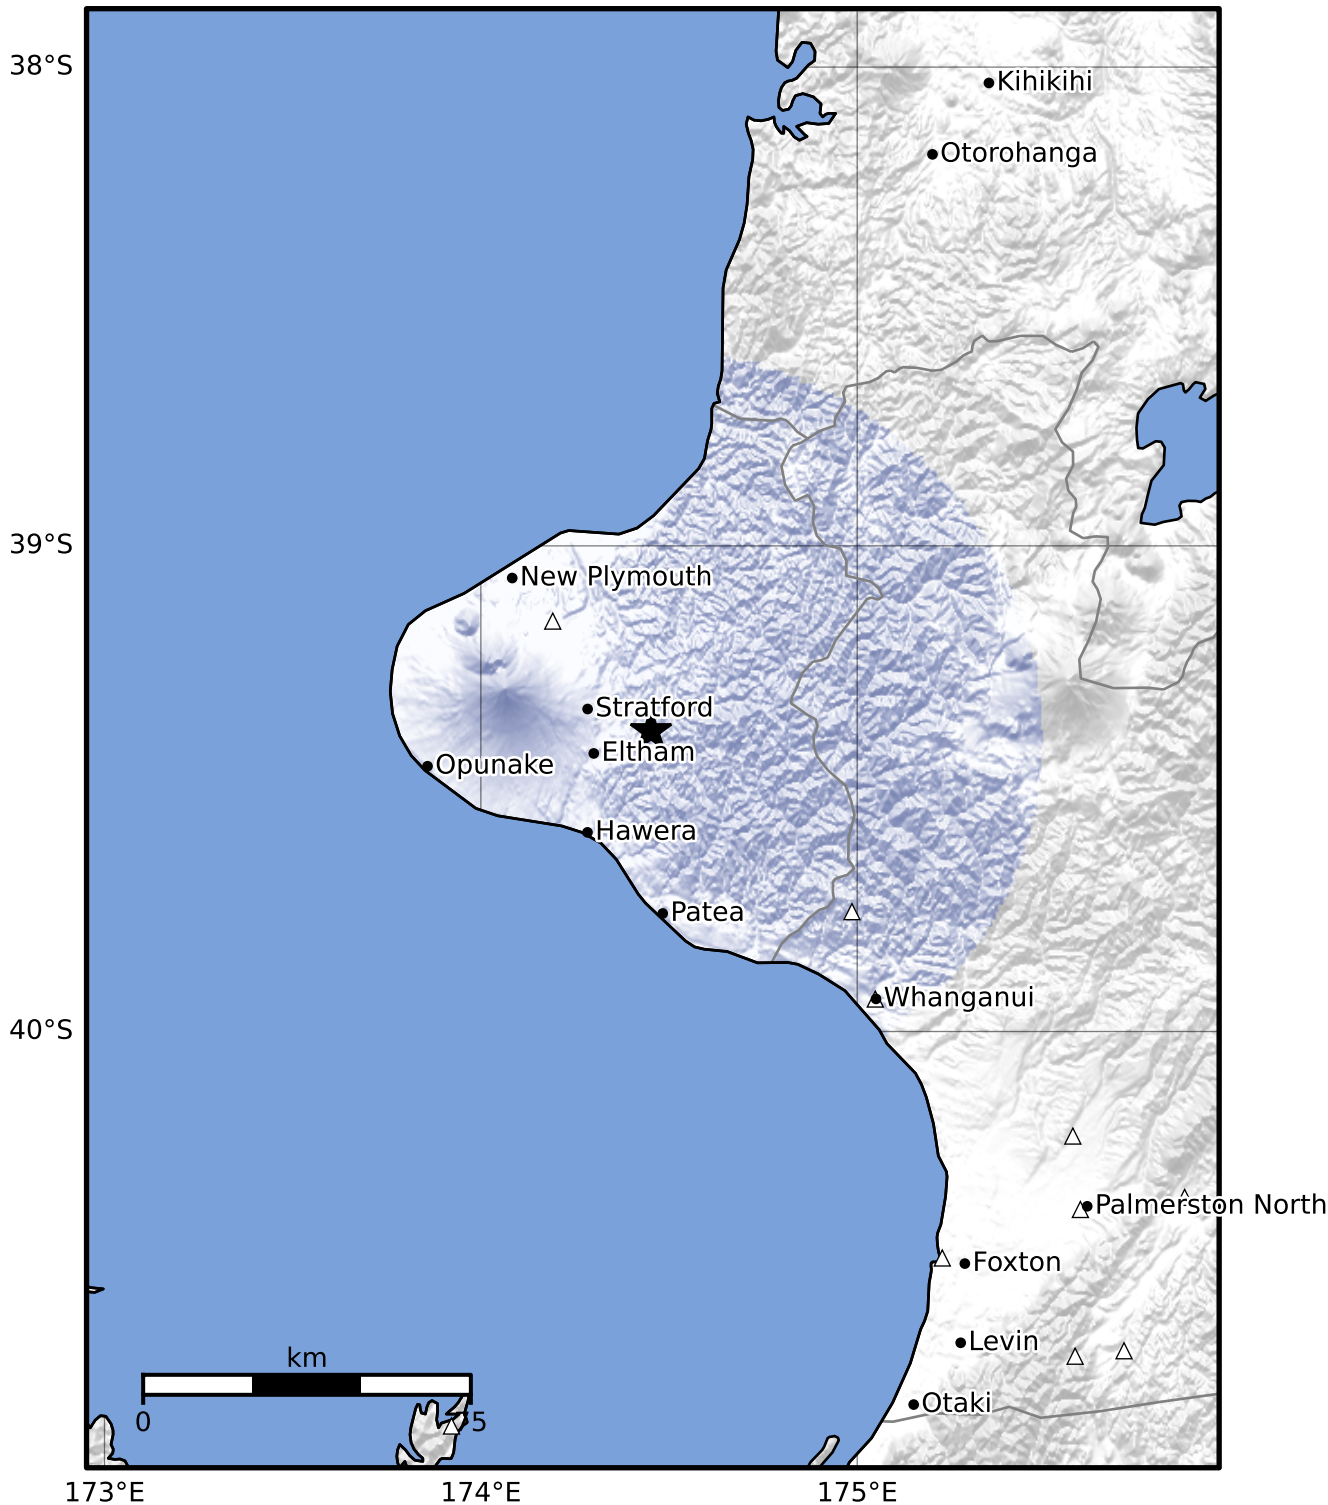 38°S
Kihikihi
Otorohanga
39°S
New Plymouth
Stratford
Eltham
Opunake
Hawera
Patea
Whanganui
40°S
Palmerston North
Foxton
Levin
km
Otaki
0
173°E
174°E
175°E